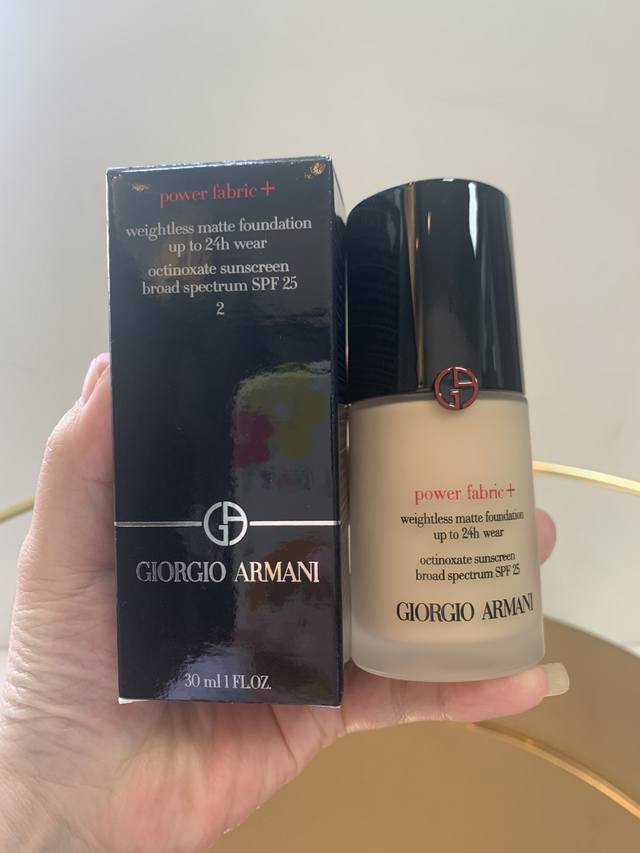 power fabric+
weightless matte foundation
up to 24h wear
octinoxate sunscreen
broad spectrum SPF 25
2
GIORGIO ARMANI
30 ml 1 FL.OZ.
power fabric+
weightless matte foundation
up to 24h wear
octinoxate sunscreen
broad spectrum SPF 25
GIORGIO ARMANI